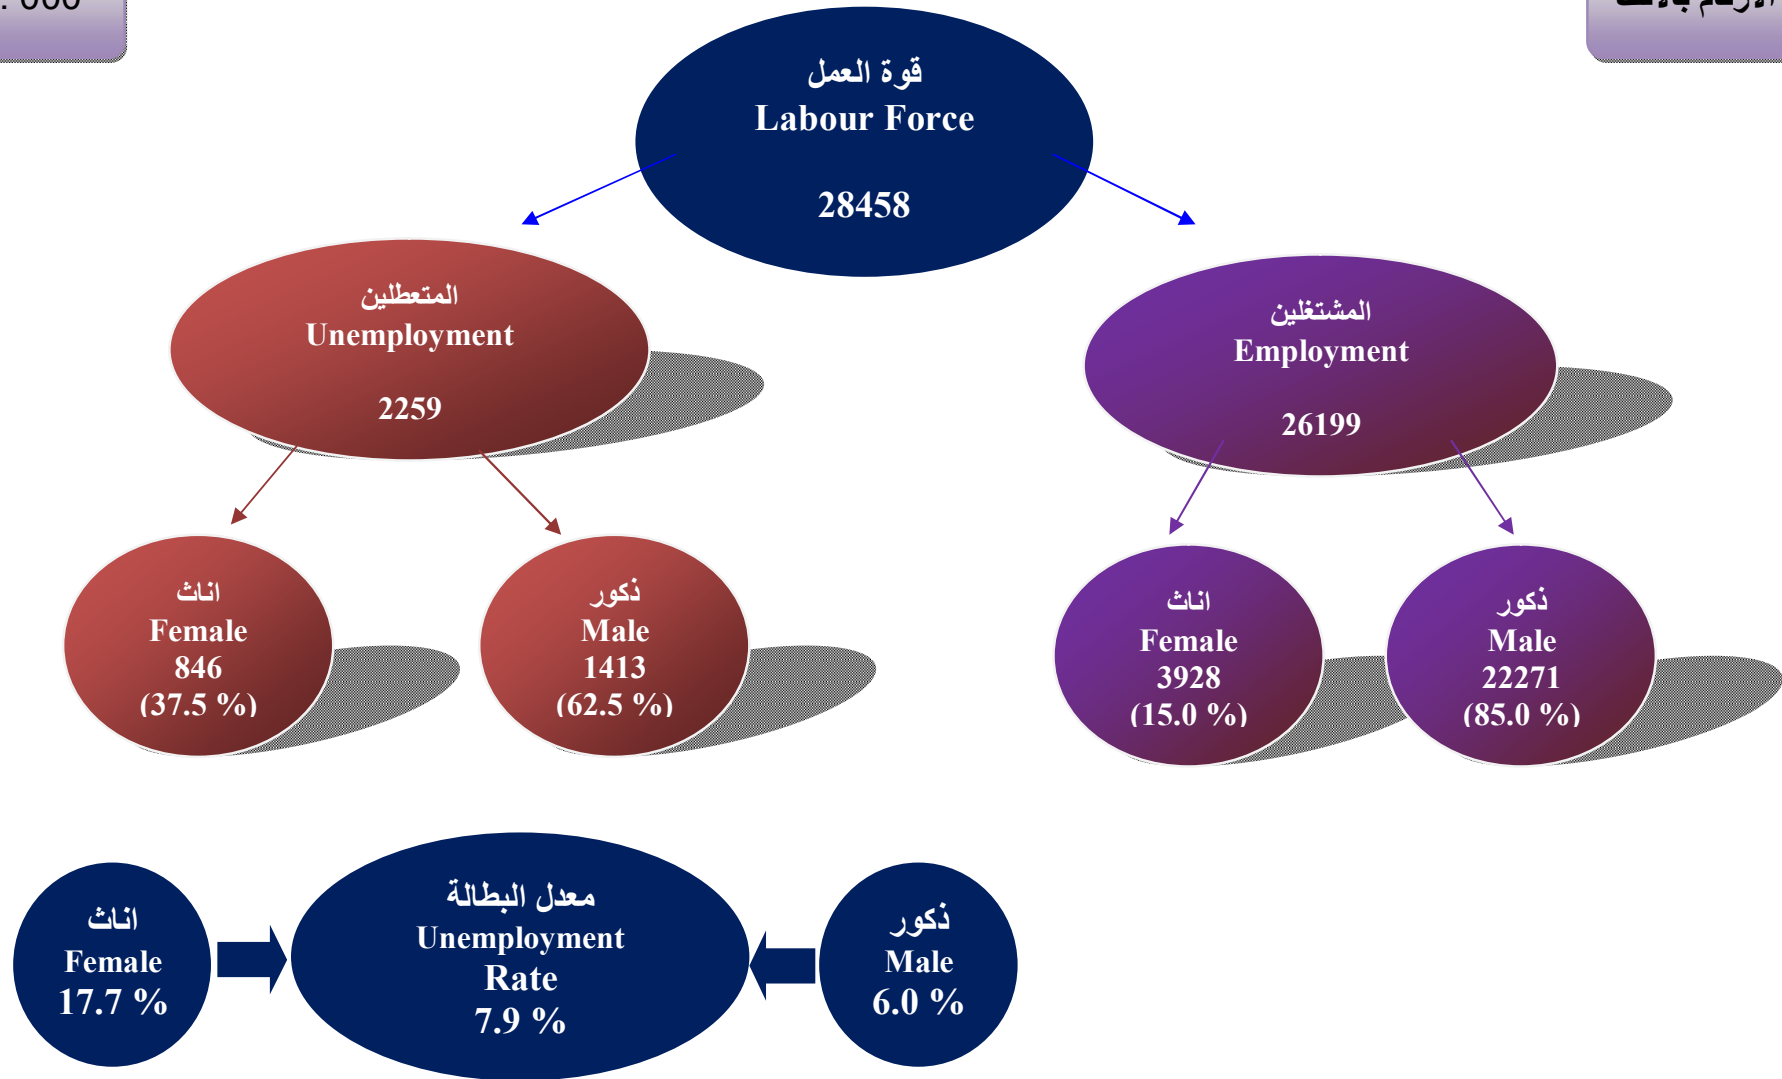 000
قوة العمل
Labour Force
28458
المتعطلين
Unemployment
2259
المشتغلين
Employment
26199
اناث
Female
846
(37.5 %)
ذكور
Male
1413
(62.5 %)
اناث
Female
3928
(15.0 %)
ذكور
Male
22271
(85.0 %)
اناث
Female
17.7 %
معدل البطالة
Unemployment
Rate
7.9 %
ذكور
Male
6.0 %